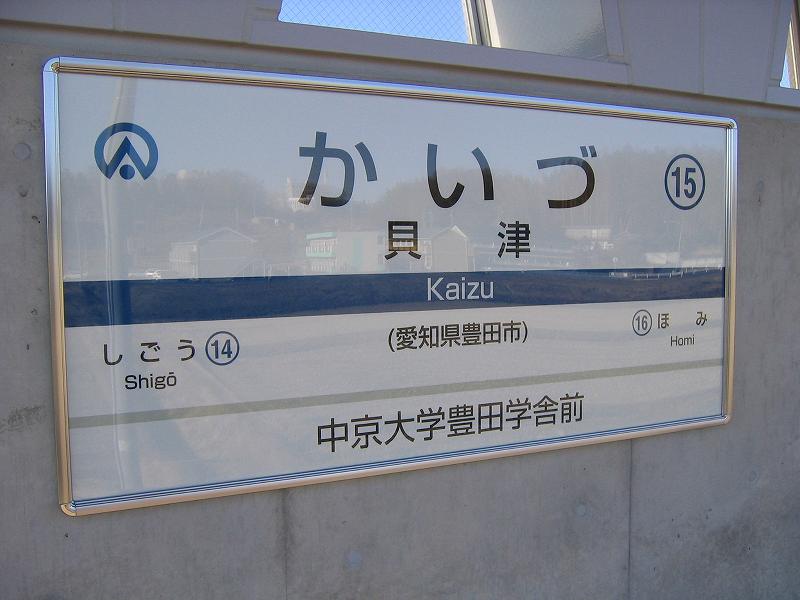 かいづ
15
貝津
Kaizu
しごう 14
Shigō
(愛知県豊田市)
16 ほみ
Homi
中京大学豊田学舎前